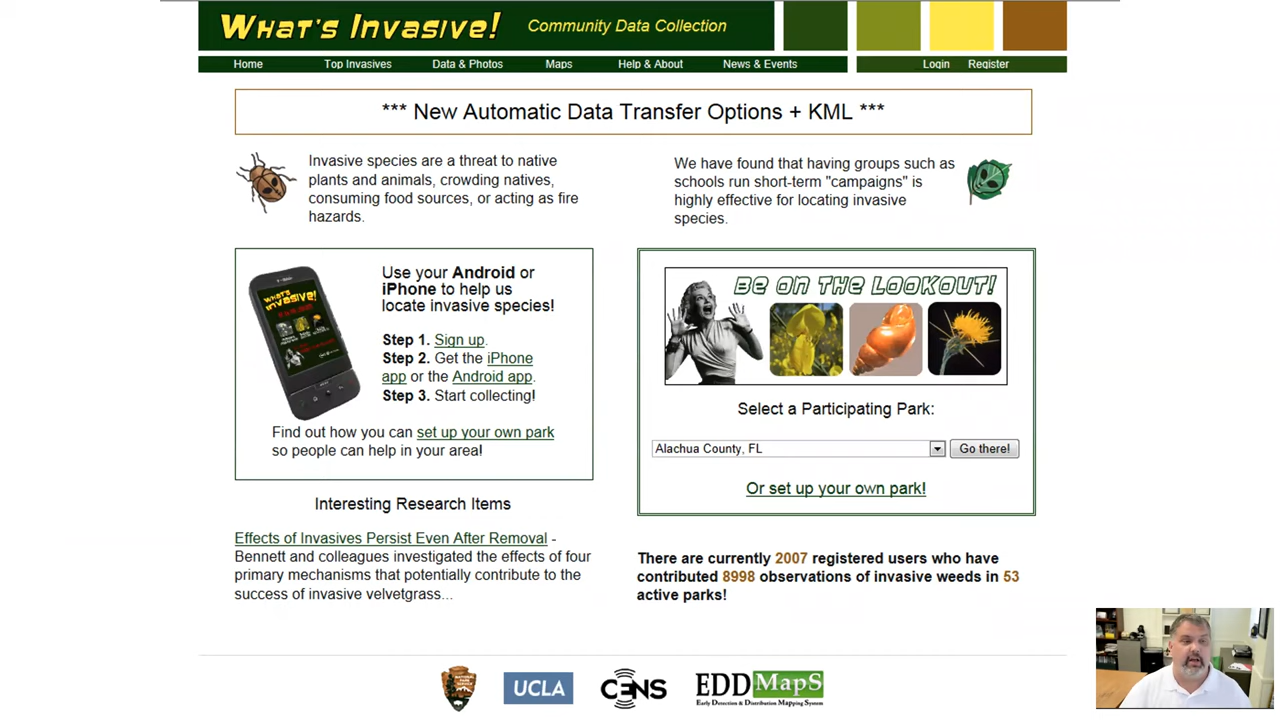 What's Invasive!
Community Data Collection
Home Top Invasives Data & Photos Maps Help & About News & Events Login Register
*** New Automatic Data Transfer Options + KML ***
Invasive species are a threat to native
plants and animals, crowding natives,
consuming food sources, or acting as fire
hazards.
We have found that having groups such as
schools run short-term "campaigns" is
highly effective for locating invasive
species.
WHAT'S
INVASIVE!
Use your Android or
iPhone to help us
locate invasive species!
Step 1. Sign up.
Step 2. Get the iPhone
app or the Android app.
Step 3. Start collecting!
Find out how you can set up your own park
so people can help in your area!
BE ON THE LOOKOUT!
Select a Participating Park:
Alachua County, FL
Go there!
Or set up your own park!
Interesting Research Items
Effects of Invasives Persist Even After Removal -
Bennett and colleagues investigated the effects of four
primary mechanisms that potentially contribute to the
success of invasive velvetgrass...
There are currently 2007 registered users who have
contributed 8998 observations of invasive weeds in 53
active parks!
UCLA
CENS
EDDMapS
Early Detection & Distribution Mapping System